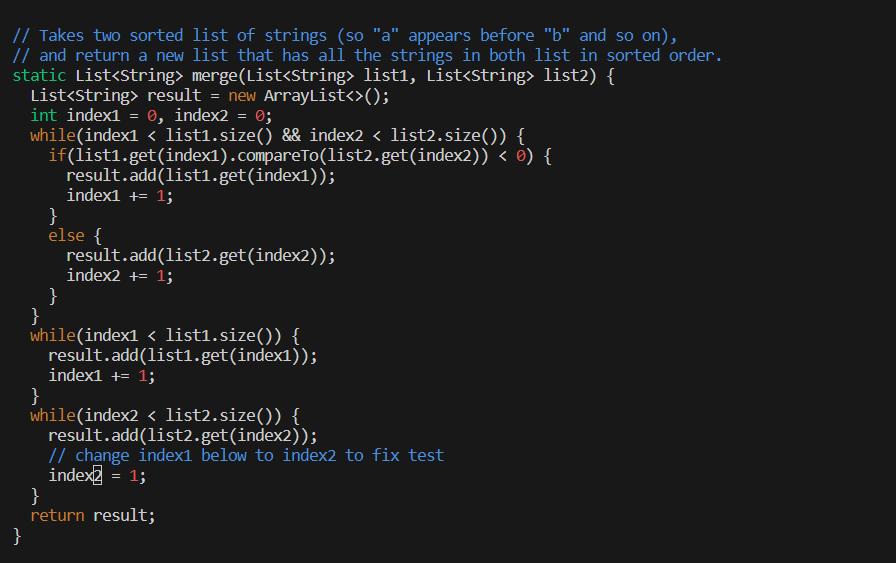 // Takes two sorted list of strings (so "a" appears before "b" and so on),
// and return a new list that has all the strings in both list in sorted order.
static List<String> merge(List<String> list1, List<String> list2) {
  List<String> result = new ArrayList<>();
  int index1 = 0, index2 = 0;
  while(index1 < list1.size() && index2 < list2.size()) {
    if(list1.get(index1).compareTo(list2.get(index2)) < 0) {
      result.add(list1.get(index1));
      index1 += 1;
    }
    else {
      result.add(list2.get(index2));
      index2 += 1;
    }
  }
  while(index1 < list1.size()) {
    result.add(list1.get(index1));
    index1 += 1;
  }
  while(index2 < list2.size()) {
    result.add(list2.get(index2));
    // change index1 below to index2 to fix test
    index2 = 1;
  }
  return result;
}